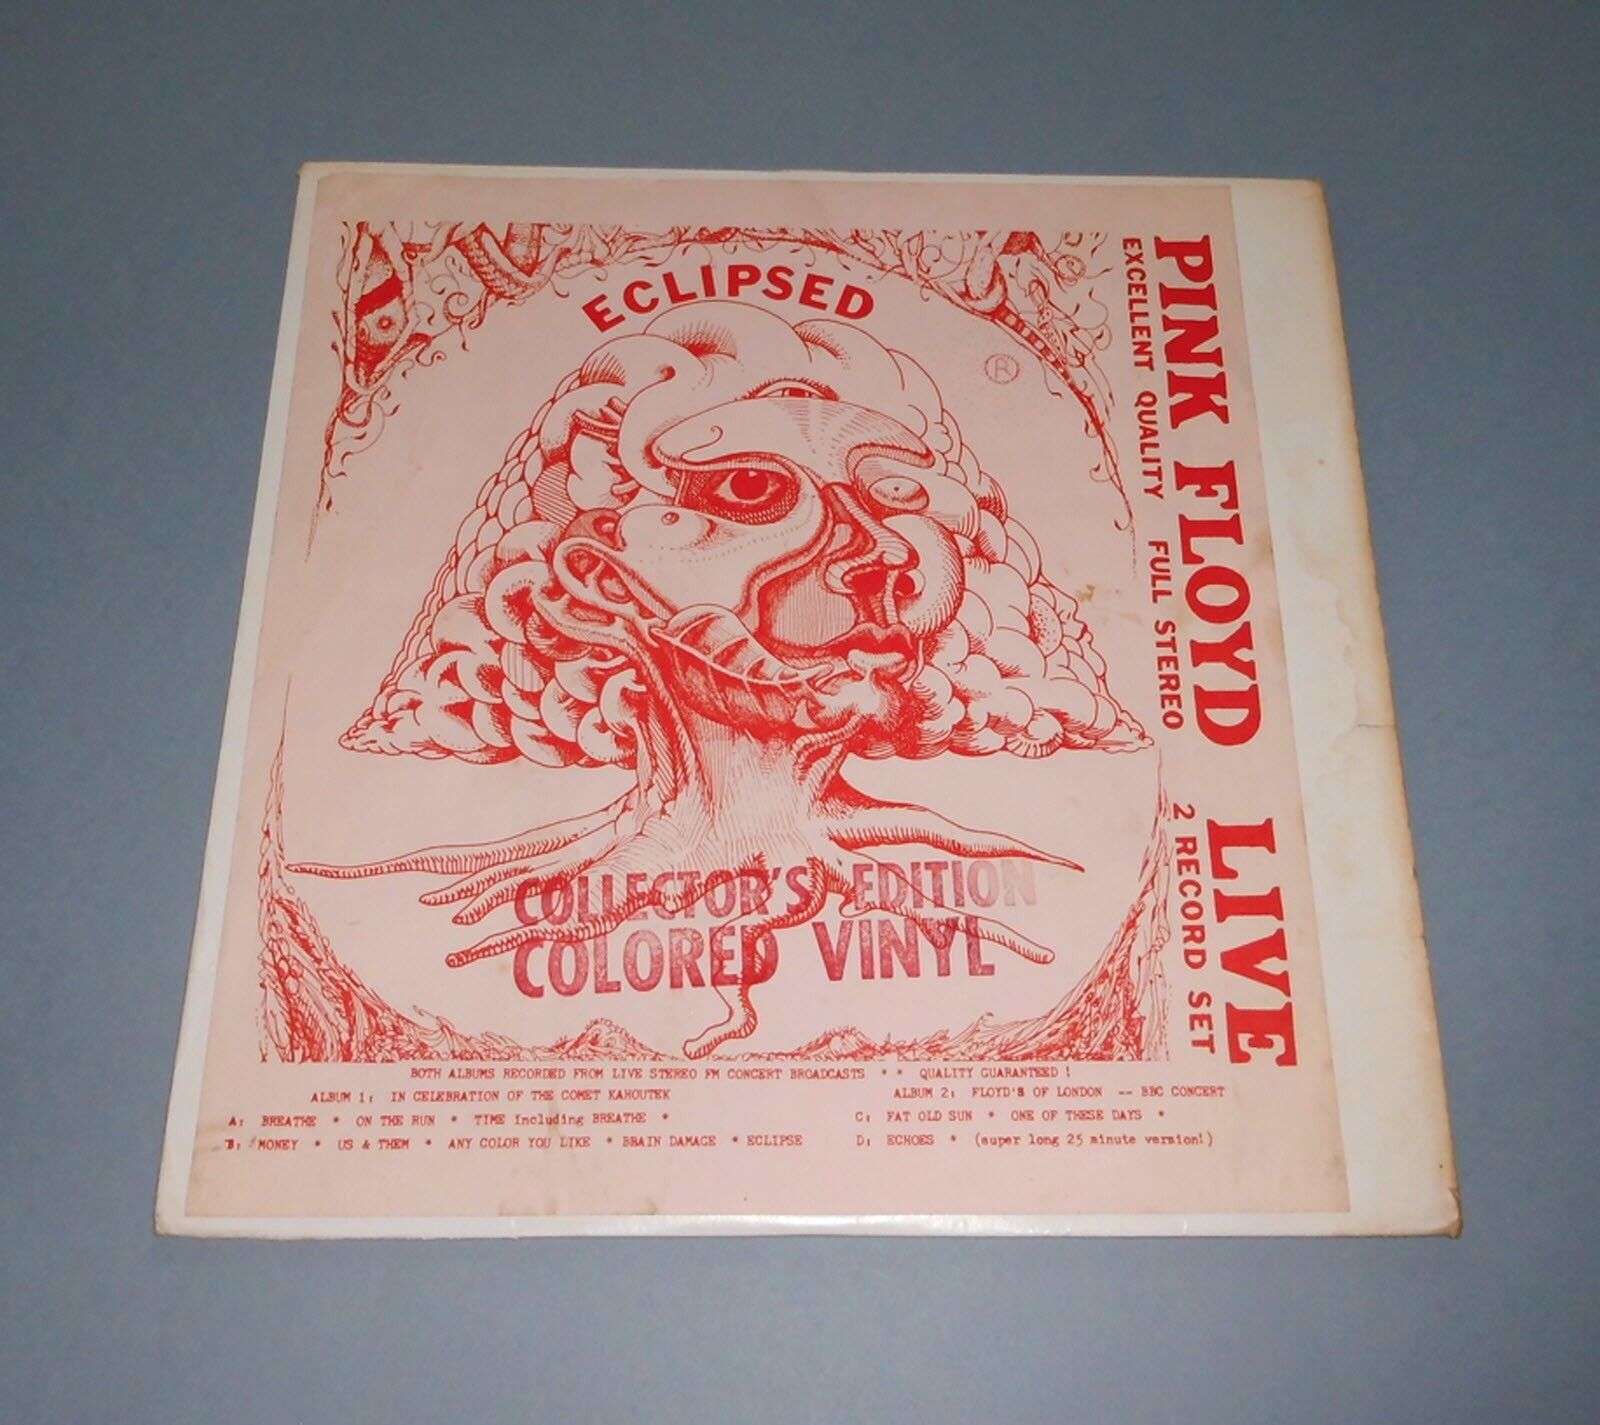 ECLIPSED
R
PINK FLOYD LIVE
EXCELLENT QUALITY FULL STEREO 2 RECORD SET
COLLECTOR'S EDITION
COLORED VINYL
BOTH ALBUMS RECORDED FROM LIVE STEREO FM CONCERT BROADCASTS * * QUALITY GUARANTEED !
ALBUM 1: IN CELEBRATION OF THE COMET KAHOUTEK
A: BREATHE * ON THE RUN * TIME including BREATHE *
B: MONEY * US & THEM * ANY COLOR YOU LIKE * BRAIN DAMAGE * ECLIPSE
ALBUM 2: FLOYD'S OF LONDON -- BBC CONCERT
C: FAT OLD SUN * ONE OF THESE DAYS *
D: ECHOES * (super long 25 minute version!)